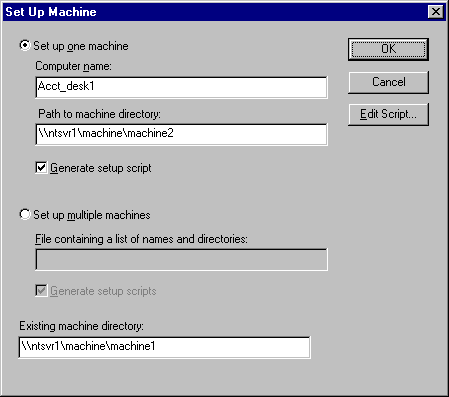 Set Up Machine
Set up one machine
OK
Computer name:
Acct_desk1
Cancel
Path to machine directory:
Edit Script...
\\ntsvr1\machine\machine2
Generate setup script
Set up multiple machines
File containing a list of names and directories:
Generate setup scripts
Existing machine directory:
\\ntsvr1\machine\machine1